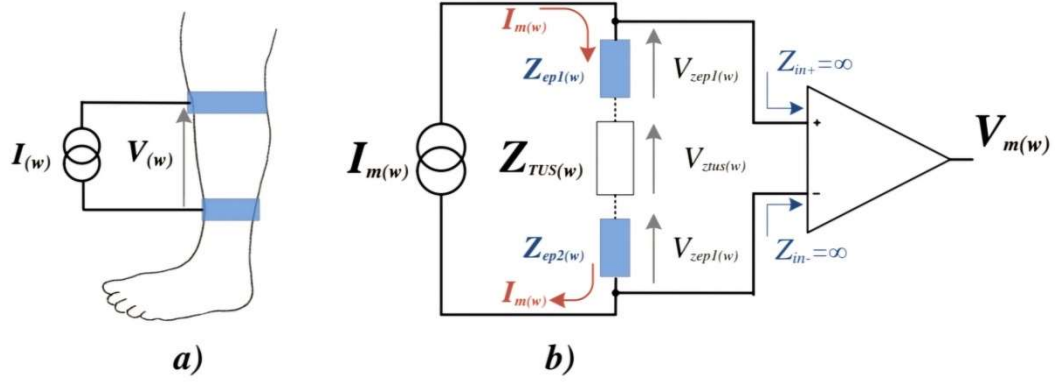 I(w)
V(w)
a)
Im(w)
Im(w)
Zep1(w)
ZTUS(w)
Zep2(w)
Im(w)
Vzep1(w)
Vztus(w)
Vzep1(w)
Zin+=∞
+
−
Zin-=∞
Vm(w)
b)